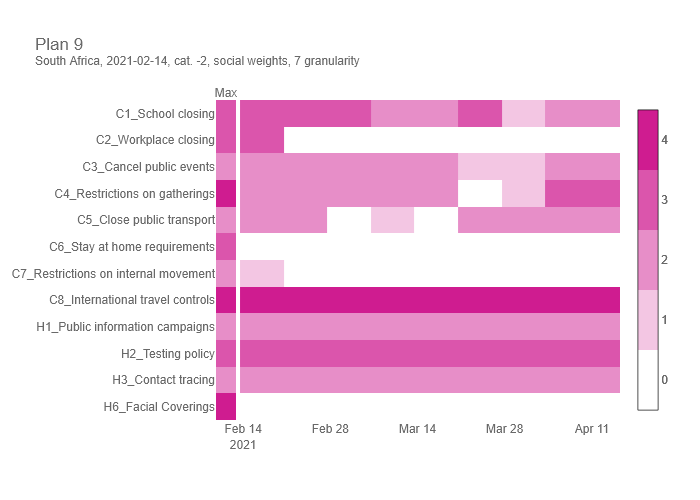 Plan 9
South Africa, 2021-02-14, cat. -2, social weights, 7 granularity
Max
C1_School closing
C2_Workplace closing
C3_Cancel public events
C4_Restrictions on gatherings
C5_Close public transport
C6_Stay at home requirements
C7_Restrictions on internal movement
C8_International travel controls
H1_Public information campaigns
H2_Testing policy
H3_Contact tracing
H6_Facial Coverings
Feb 14
2021
Feb 28
Mar 14
Mar 28
Apr 11
4
3
2
1
0